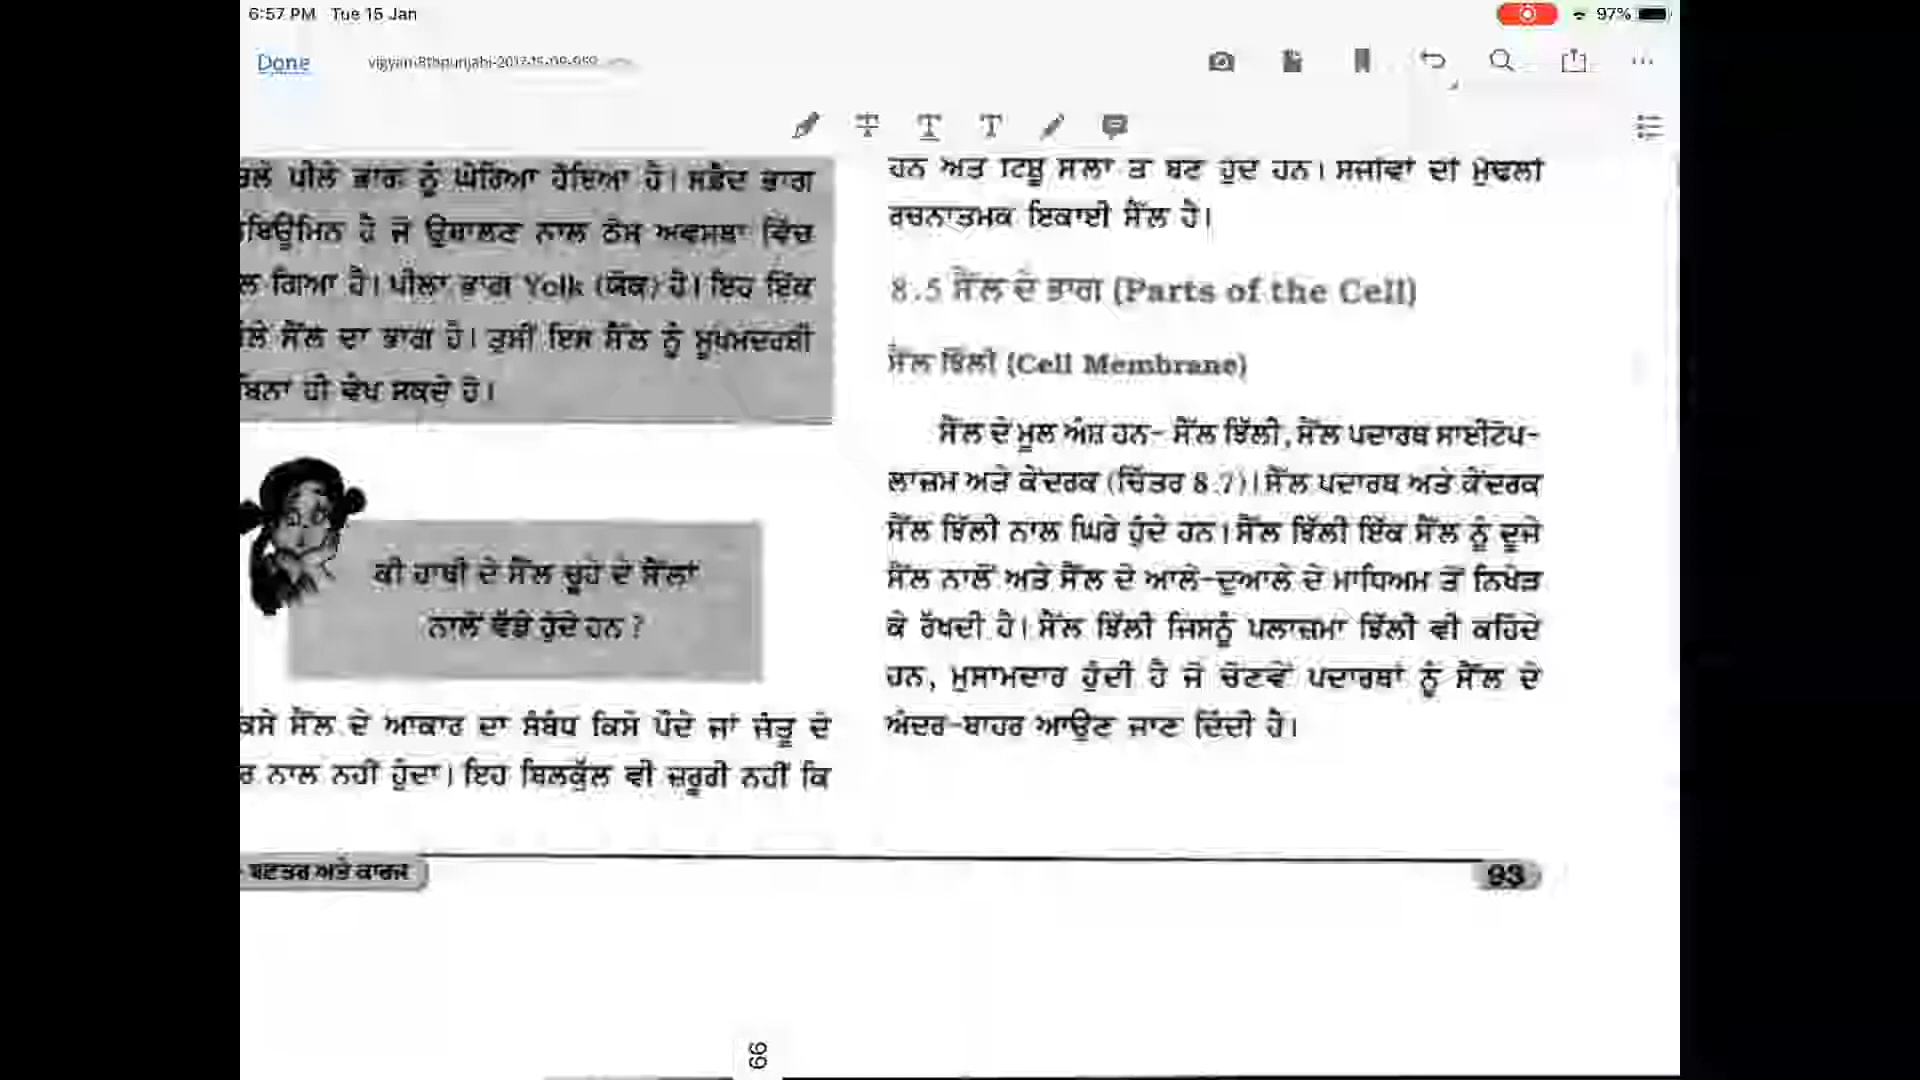 6:57 PM Tue 15 Jan
97%
Done
ਪੀਲੇ ਭਾਗ ਨੂੰ ਘੇਰਿਆ ਹੋਇਆ ਹੈ। ਸਫ਼ੈਦ ਭਾਗ
ਬਿਊਮਿਨ ਹੈ ਜੋ ਉਬਾਲਣ ਨਾਲ ਠੋਸ ਅਵਸਥਾ ਵਿੱਚ
ਲ ਗਿਆ ਹੈ। ਪੀਲਾ ਭਾਗ Yolk (ਯੋਕ) ਹੈ। ਇਹ ਇੱਕ
ਲੇ ਸੈੱਲ ਦਾ ਭਾਗ ਹੈ। ਤੁਸੀਂ ਇਸ ਸੈੱਲ ਨੂੰ ਸੂਖਮਦਰਸ਼ੀ
ਬਿਨਾਂ ਹੀ ਵੇਖ ਸਕਦੇ ਹੋ।
ਕੀ ਹਾਥੀ ਦੇ ਸੈੱਲ ਚੂਹੇ ਦੇ ਸੈੱਲਾਂ
ਨਾਲੋਂ ਵੱਡੇ ਹੁੰਦੇ ਹਨ ?
ਕਿਸੇ ਸੈੱਲ ਦੇ ਆਕਾਰ ਦਾ ਸੰਬੰਧ ਕਿਸੇ ਪੌਦੇ ਜਾਂ ਜੰਤੂ ਦੇ
ਰ ਨਾਲ ਨਹੀਂ ਹੁੰਦਾ। ਇਹ ਬਿਲਕੁੱਲ ਵੀ ਜ਼ਰੂਰੀ ਨਹੀਂ ਕਿ
ਹਨ ਅਤੇ ਟਿਸ਼ੂ ਸੈੱਲਾਂ ਤੋਂ ਬਣੇ ਹੁੰਦੇ ਹਨ। ਸਜੀਵਾਂ ਦੀ ਮੁੱਢਲੀ
ਰਚਨਾਤਮਕ ਇਕਾਈ ਸੈੱਲ ਹੈ।
8.5 ਸੈੱਲ ਦੇ ਭਾਗ (Parts of the Cell)
ਸੈੱਲ ਝਿੱਲੀ (Cell Membrane)
ਸੈੱਲ ਦੇ ਮੂਲ ਅੰਸ਼ ਹਨ- ਸੈੱਲ ਝਿੱਲੀ, ਸੈੱਲ ਪਦਾਰਥ ਸਾਈਟੋਪ-
ਲਾਜ਼ਮ ਅਤੇ ਕੇਂਦਰਕ (ਚਿੱਤਰ 8.7)। ਸੈੱਲ ਪਦਾਰਥ ਅਤੇ ਕੇਂਦਰਕ
ਸੈੱਲ ਝਿੱਲੀ ਨਾਲ ਘਿਰੇ ਹੁੰਦੇ ਹਨ। ਸੈੱਲ ਝਿੱਲੀ ਇੱਕ ਸੈੱਲ ਨੂੰ ਦੂਜੇ
ਸੈੱਲ ਨਾਲੋਂ ਅਤੇ ਸੈੱਲ ਦੇ ਆਲੇ-ਦੁਆਲੇ ਦੇ ਮਾਧਿਅਮ ਤੋਂ ਨਿਖੇੜ
ਕੇ ਰੱਖਦੀ ਹੈ। ਸੈੱਲ ਝਿੱਲੀ ਜਿਸਨੂੰ ਪਲਾਜ਼ਮਾ ਝਿੱਲੀ ਵੀ ਕਹਿੰਦੇ
ਹਨ, ਮੁਸਾਮਦਾਰ ਹੁੰਦੀ ਹੈ ਜੋ ਚੋਣਵੇਂ ਪਦਾਰਥਾਂ ਨੂੰ ਸੈੱਲ ਦੇ
ਅੰਦਰ-ਬਾਹਰ ਆਉਣ ਜਾਣ ਦਿੰਦੀ ਹੈ।
ਬਣਤਰ ਅਤੇ ਕਾਰਜ
93
99